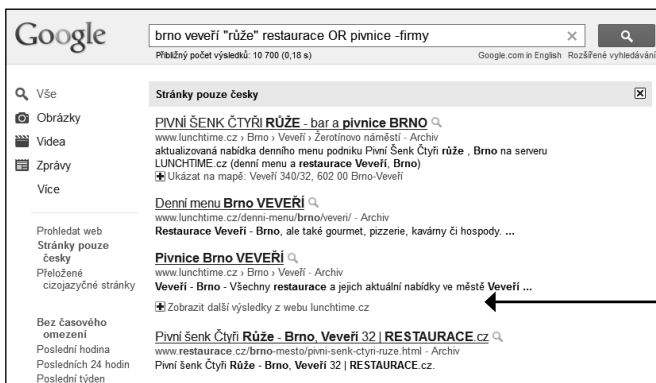 Google
brno veveří "růže" restaurace OR pivnice -firmy
Přibližný počet výsledků: 10 700 (0,18 s)
Google.com in English Rozšířené vyhledávání
Vše
Obrázky
Videa
Zprávy
Více
Prohledat web
Stránky pouze
česky
Přeložené
cizojazyčné stránky
Bez časového
omezení
Poslední hodina
Posledních 24 hodin
Poslední týden
Stránky pouze česky
PIVNÍ ŠENK ČTYŘI RŮŽE - bar a pivnice BRNO
www.lunchtime.cz › Brno › Veveří › Žerotínovo náměstí - Archiv
aktualizovaná nabídka denního menu podniku Pivní Šenk Čtyři růže , Brno na serveru
LUNCHTIME.cz (denní menu a restaurace Veveří, Brno)
Ukázat na mapě: Veveří 340/32, 602 00 Brno-Veveří
Denní menu Brno VEVEŘÍ
www.lunchtime.cz/denni-menu/brno/veveri/ - Archiv
Restaurace Veveří - Brno, ale také gourmet, pizzerie, kavárny či hospody. ...
Pivnice Brno VEVEŘÍ
www.lunchtime.cz › Brno › Veveří - Archiv
Veveří - Brno - Všechny restaurace a jejich aktuální nabídky ve městě Veveří ...
Zobrazit další výsledky z webu lunchtime.cz
Pivní šenk Čtyři Růže - Brno, Veveří 32 | RESTAURACE.cz
www.restaurace.cz/brno-mesto/pivni-senk-ctyri-ruze.html - Archiv
Pivní šenk Čtyři Růže - Brno, Veveří 32 | RESTAURACE.cz.